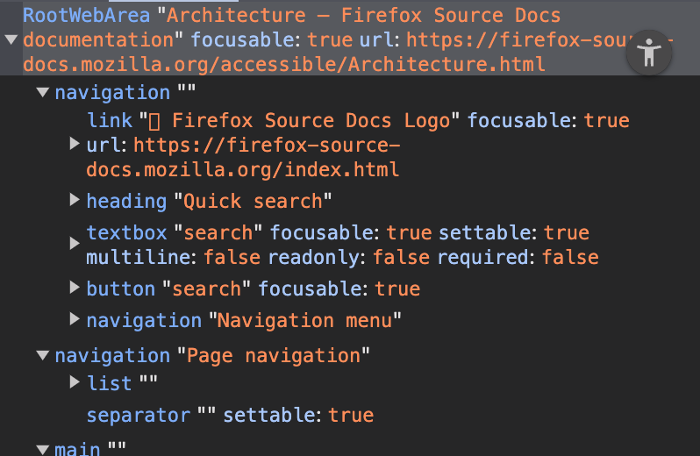 RootWebArea "Architecture — Firefox Source Docs
documentation" focusable: true url: https://firefox-sour
docs.mozilla.org/accessible/Architecture.html
navigation ""
link "▯ Firefox Source Docs Logo" focusable: true
url: https://firefox-source-
docs.mozilla.org/index.html
heading "Quick search"
textbox "search" focusable: true settable: true
multiline: false readonly: false required: false
button "search" focusable: true
navigation "Navigation menu"
navigation "Page navigation"
list ""
separator "" settable: true
main ""